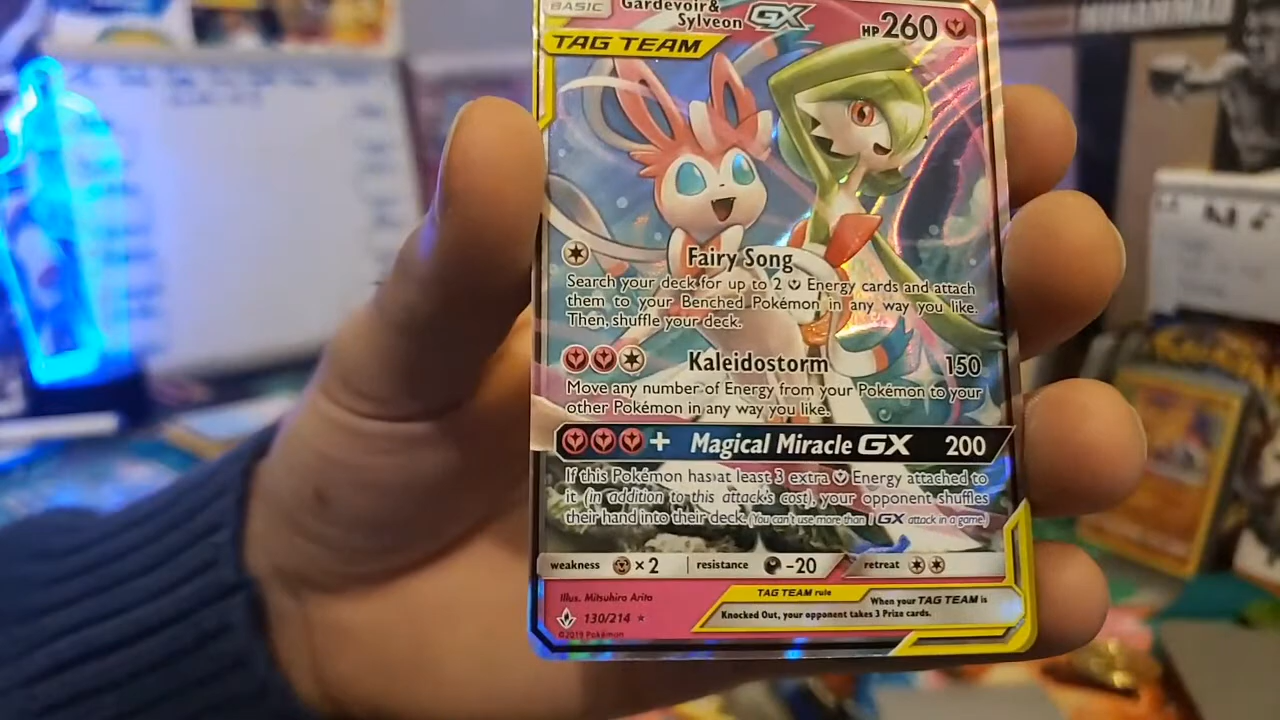 BASIC
Gardevoir&
Sylveon GX
HP 260
TAG TEAM
MUHAMMAD
Fairy Song
Search your deck for up to 2 Energy cards and attach
them to your Benched Pokémon in any way you like.
Then, shuffle your deck.
Kaleidostorm 150
Move any number of Energy from your Pokémon to your
other Pokémon in any way you like.
+ Magical Miracle GX 200
If this Pokémon has at least 3 extra Energy attached to
it (in addition to this attack's cost), your opponent shuffles
their hand into their deck. (You can't use more than 1 GX attack in a game.)
weakness ×2 resistance -20 retreat
Illus. Mitsuhiro Arita
130/214
©2019 Pokémon
TAG TEAM rule
When your TAG TEAM is
Knocked Out, your opponent takes 3 Prize cards.